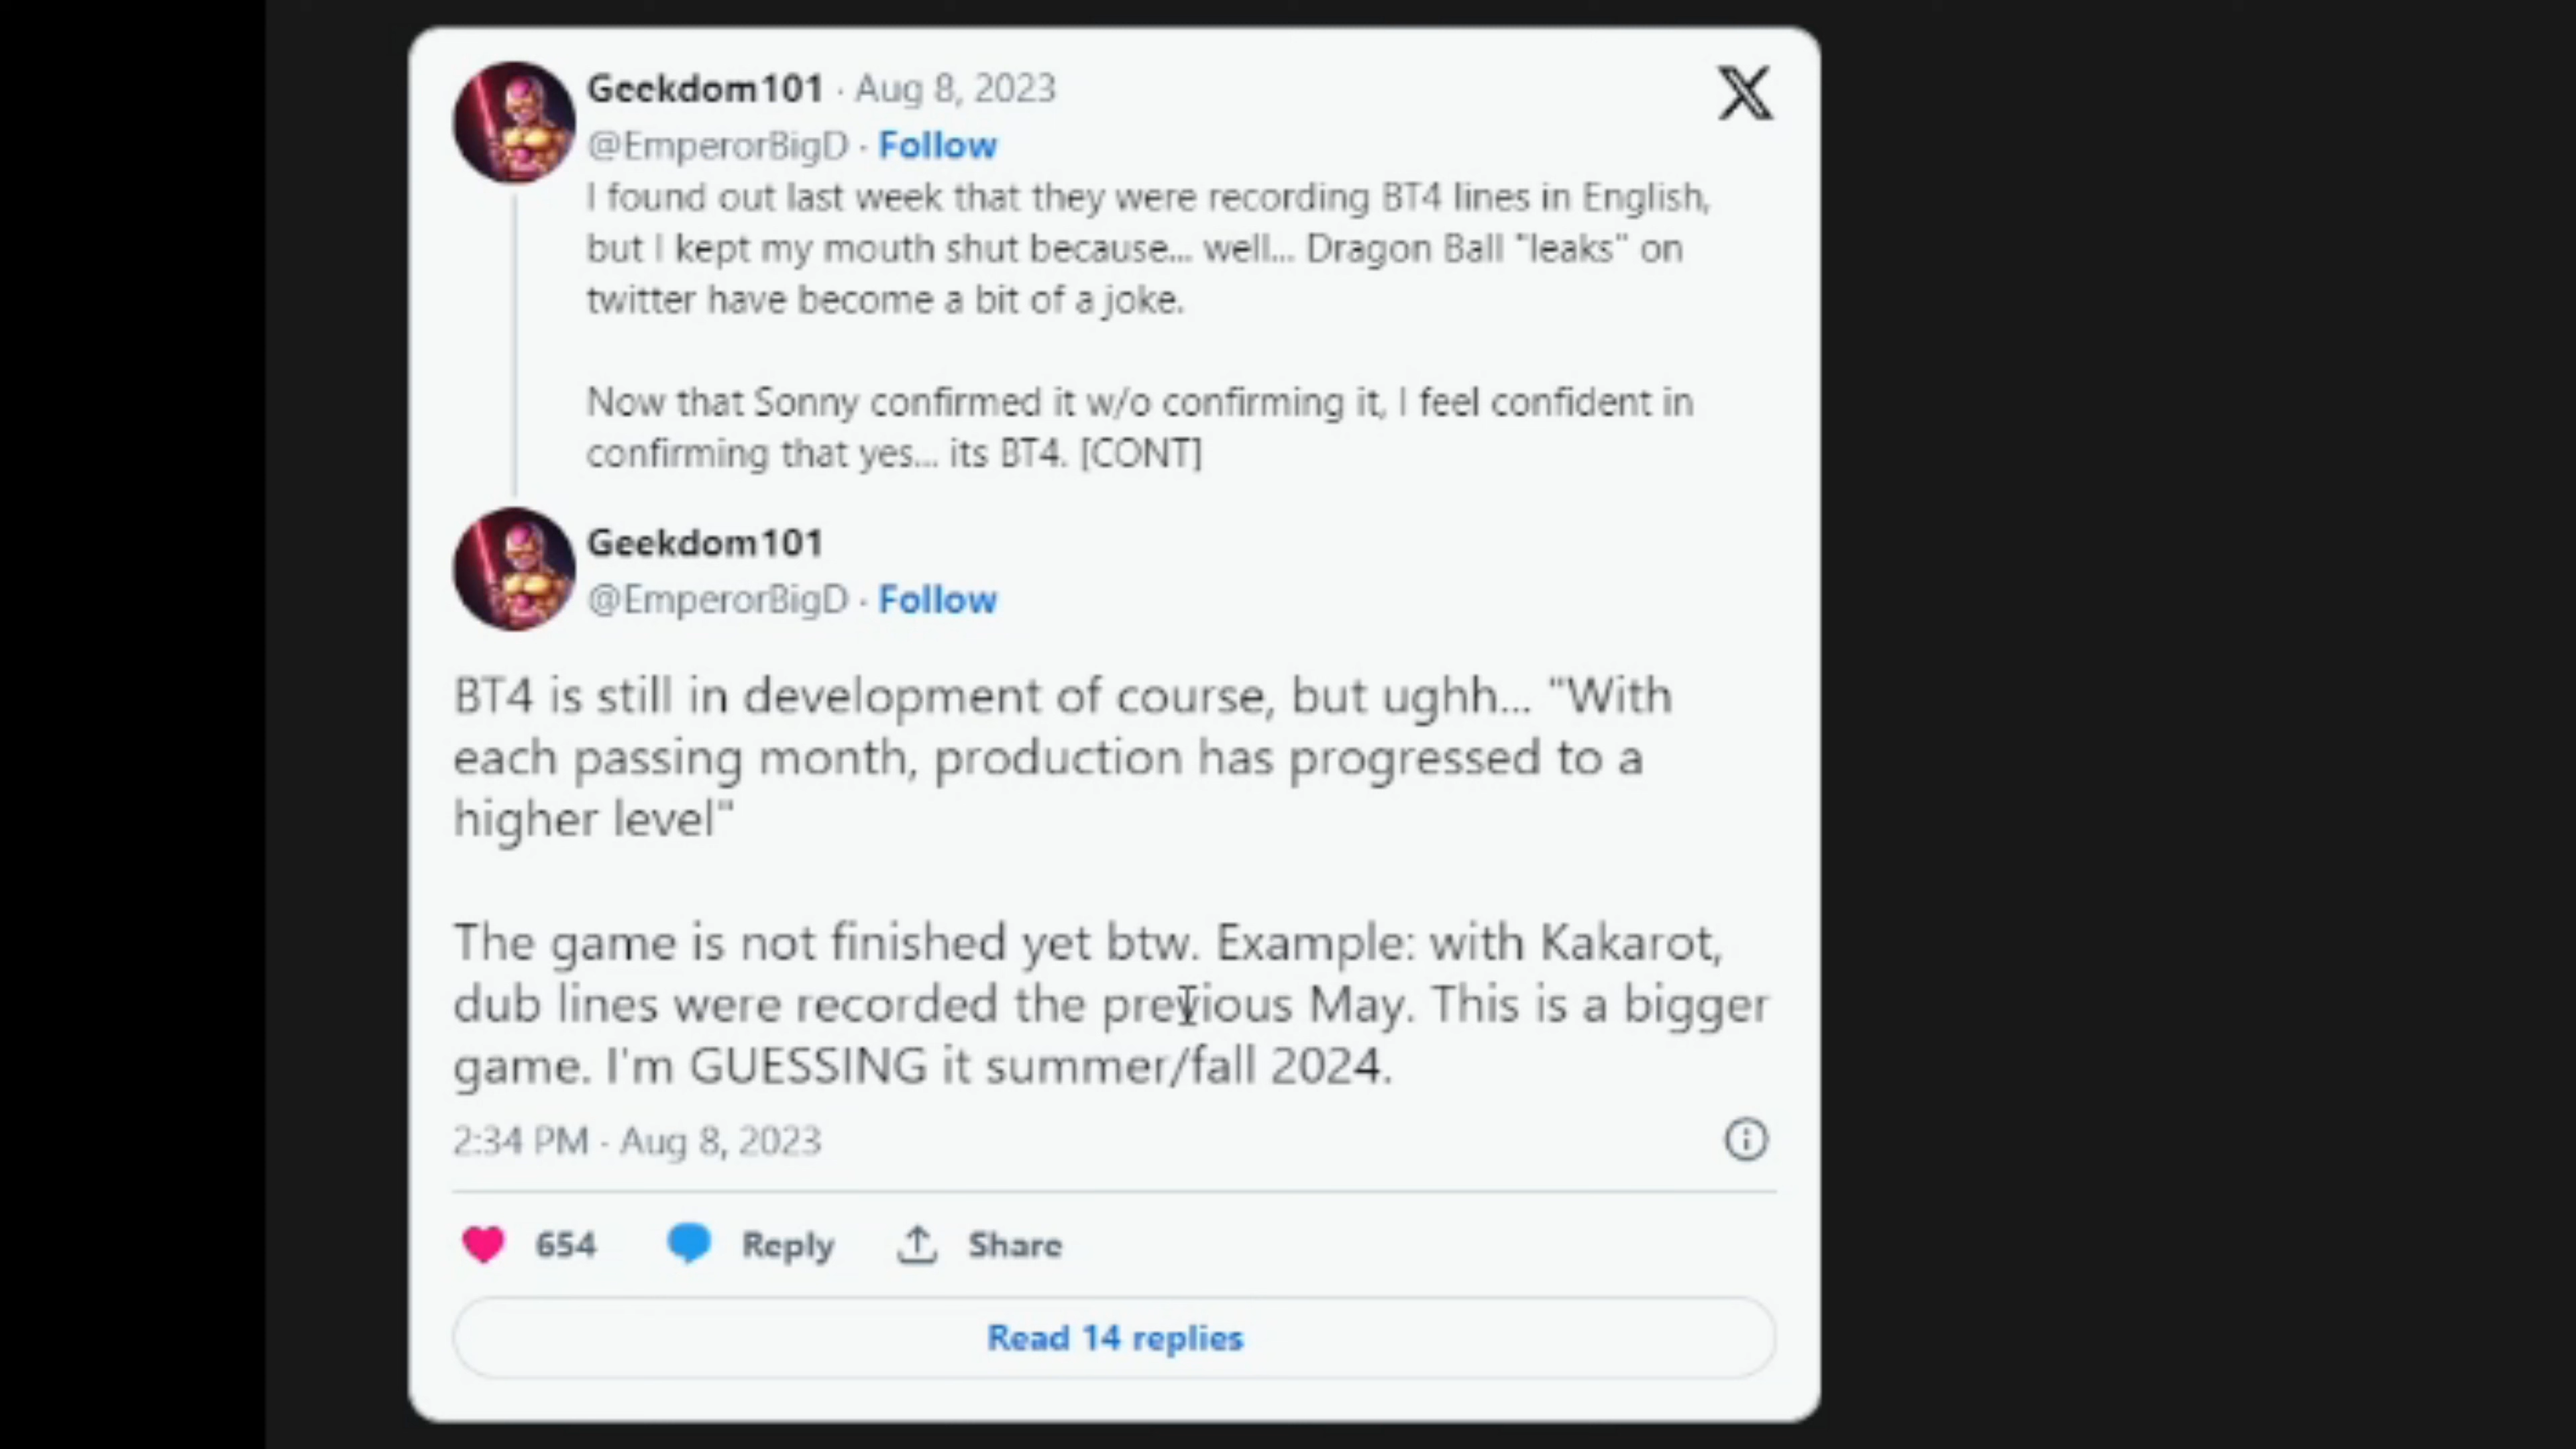 Geekdom101 · Aug 8, 2023
@EmperorBigD · Follow
I found out last week that they were recording BT4 lines in English,
but I kept my mouth shut because... well... Dragon Ball "leaks" on
twitter have become a bit of a joke.
Now that Sonny confirmed it w/o confirming it, I feel confident in
confirming that yes... its BT4. [CONT]
Geekdom101
@EmperorBigD · Follow
BT4 is still in development of course, but ughh... "With
each passing month, production has progressed to a
higher level"
The game is not finished yet btw. Example: with Kakarot,
dub lines were recorded the previous May. This is a bigger
game. I'm GUESSING it summer/fall 2024.
2:34 PM · Aug 8, 2023
654 Reply Share
Read 14 replies